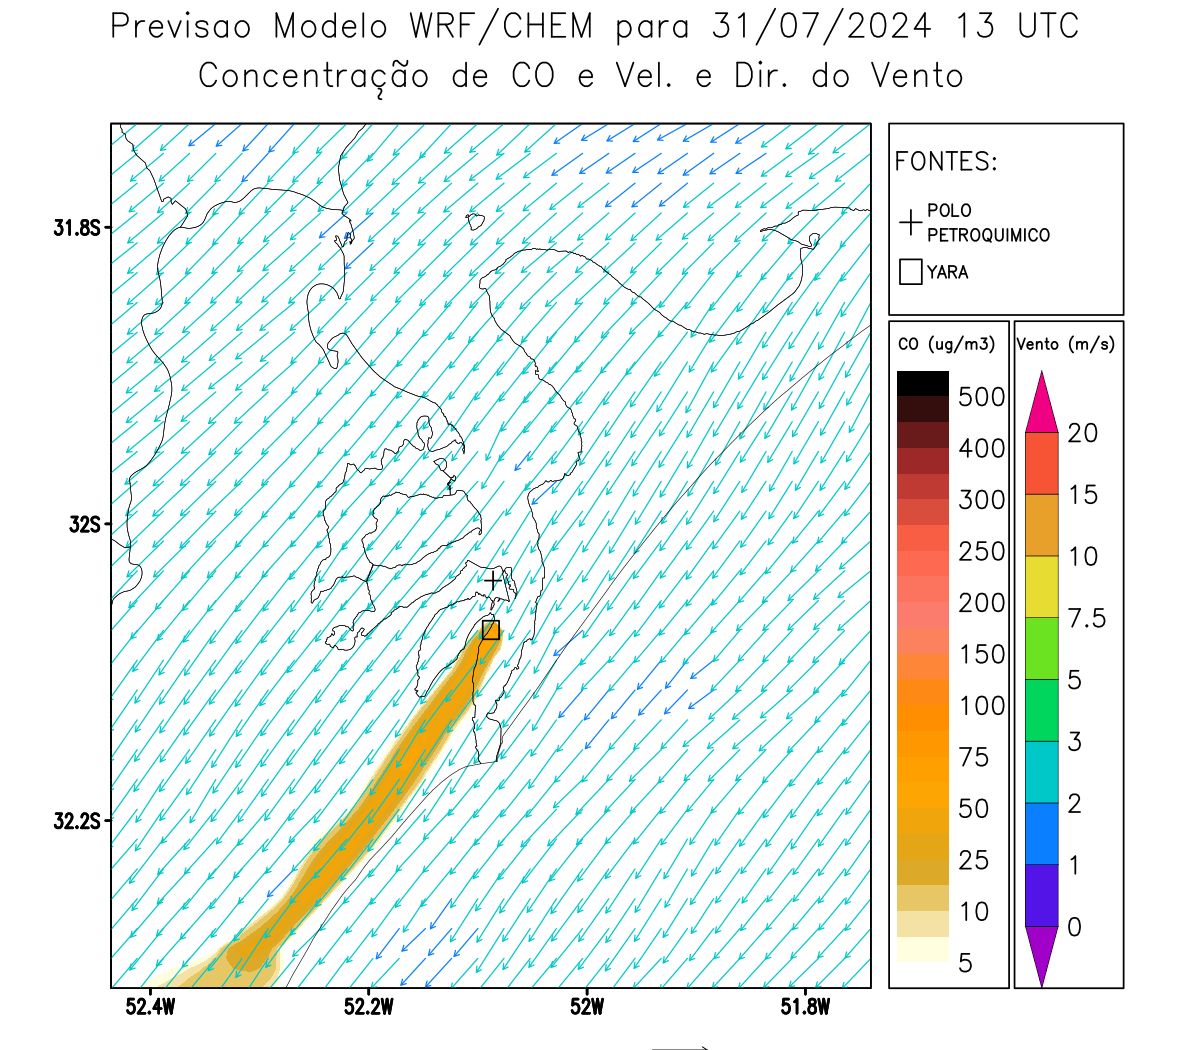 Previsao Modelo WRF/CHEM para 31/07/2024 13 UTC
Concentração de CO e Vel. e Dir. do Vento
FONTES:
POLO
PETROQUIMICO
YARA
31.8S
32S
32.2S
52.4W
52.2W
52W
51.8W
CO (ug/m3)
500
400
300
250
200
150
100
75
50
25
10
5
Vento (m/s)
20
15
10
7.5
5
3
2
1
0